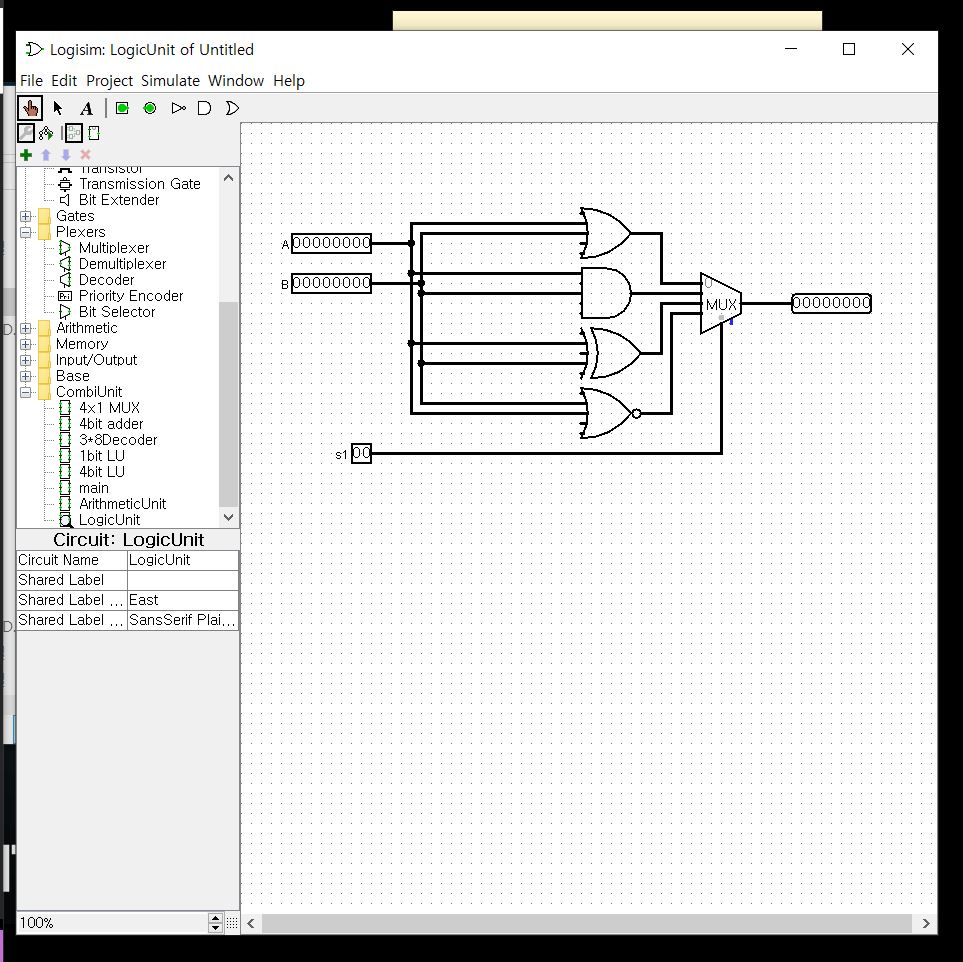 Logisim: LogicUnit of Untitled
File Edit Project Simulate Window Help
A
Transistor
Transmission Gate
Bit Extender
Gates
Plexers
Multiplexer
Demultiplexer
Decoder
Priority Encoder
Bit Selector
Arithmetic
Memory
Input/Output
Base
CombiUnit
4x1 MUX
4bit adder
3*8Decoder
1bit LU
4bit LU
main
ArithmeticUnit
LogicUnit
Circuit: LogicUnit
Circuit Name LogicUnit
Shared Label
Shared Label ... East
Shared Label ... SansSerif Plai...
100%
A 00000000
B 00000000
0
MUX
00000000
s1 00